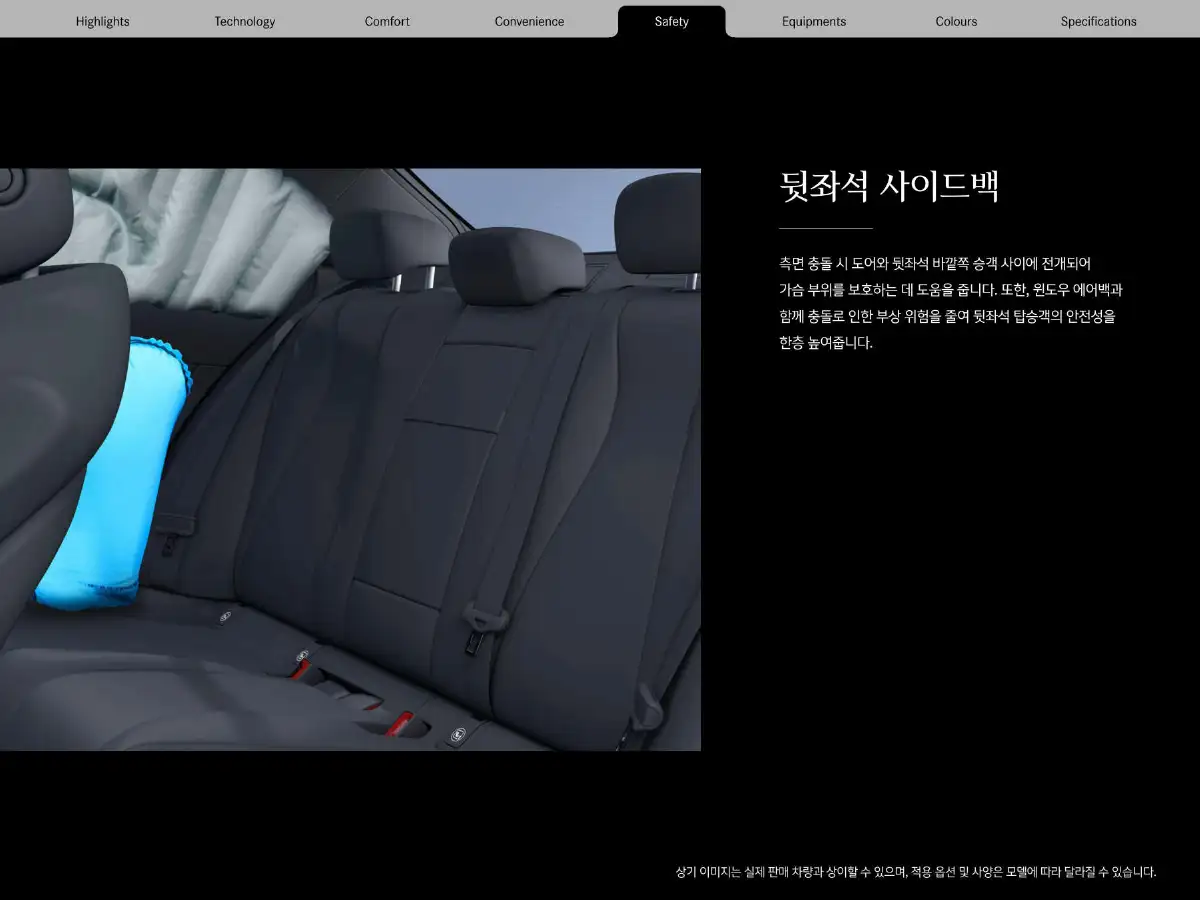 Highlights
Technology
Comfort
Convenience
Safety
Equipments
Colours
Specifications
뒷좌석 사이드백
측면 충돌 시 도어와 뒷좌석 바깥쪽 승객 사이에 전개되어
가슴 부위를 보호하는 데 도움을 줍니다. 또한, 윈도우 에어백과
함께 충돌로 인한 부상 위험을 줄여 뒷좌석 탑승객의 안전성을
한층 높여줍니다.
상기 이미지는 실제 판매 차량과 상이할 수 있으며, 적용 옵션 및 사양은 모델에 따라 달라질 수 있습니다.